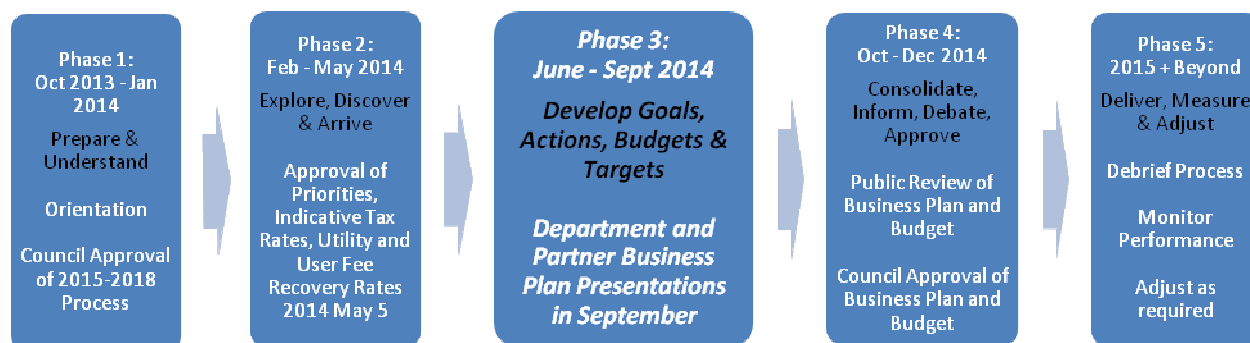 Phase 1:
Oct 2013 - Jan
2014
Prepare &
Understand
Orientation
Council Approval
of 2015-2018
Process
Phase 2:
Feb - May 2014
Explore, Discover
& Arrive
Approval of
Priorities,
Indicative Tax
Rates, Utility and
User Fee
Recovery Rates
2014 May 5
Phase 3:
June - Sept 2014
Develop Goals,
Actions, Budgets &
Targets
Department and
Partner Business
Plan Presentations
in September
Phase 4:
Oct - Dec 2014
Consolidate,
Inform, Debate,
Approve
Public Review of
Business Plan and
Budget
Council Approval of
Business Plan and
Budget
Phase 5:
2015 + Beyond
Deliver, Measure
& Adjust
Debrief Process
Monitor
Performance
Adjust as
required